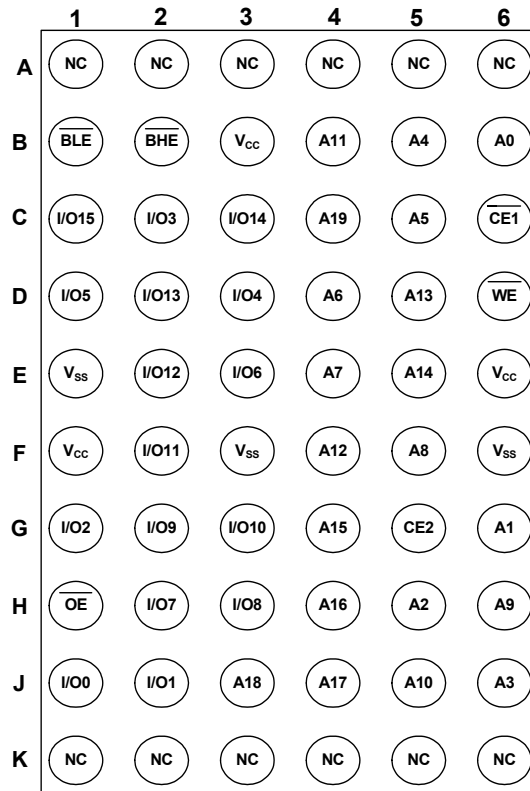 1 2 3 4 5 6
A NC NC NC NC NC NC
B BLE BHE VCC A11 A4 A0
C I/O15 I/O3 I/O14 A19 A5 CE1
D I/O5 I/O13 I/O4 A6 A13 WE
E VSS I/O12 I/O6 A7 A14 VCC
F VCC I/O11 VSS A12 A8 VSS
G I/O2 I/O9 I/O10 A15 CE2 A1
H OE I/O7 I/O8 A16 A2 A9
J I/O0 I/O1 A18 A17 A10 A3
K NC NC NC NC NC NC